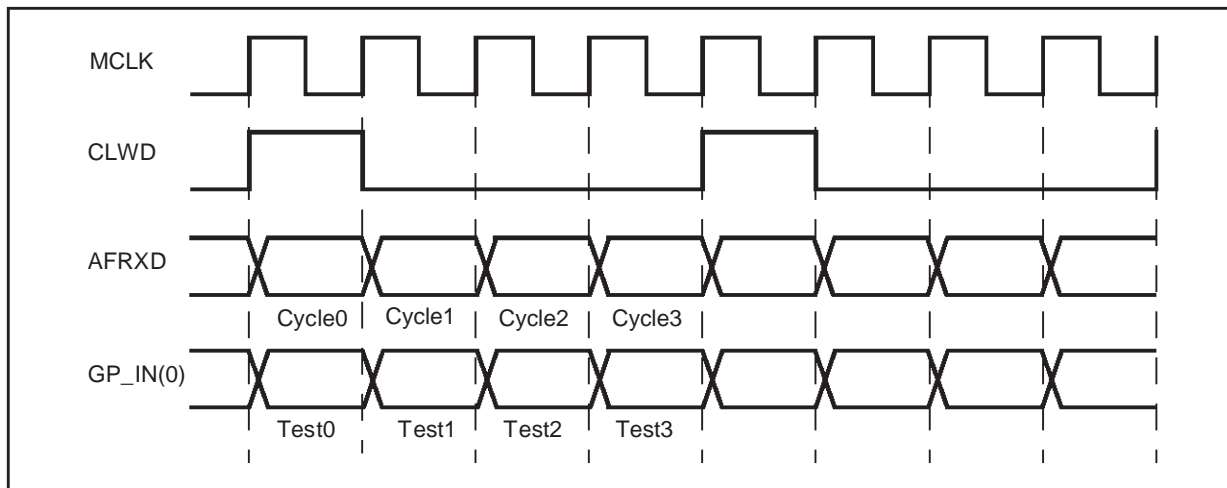 MCLK
CLWD
AFRXD
Cycle0 Cycle1 Cycle2 Cycle3
GP_IN(0)
Test0 Test1 Test2 Test3